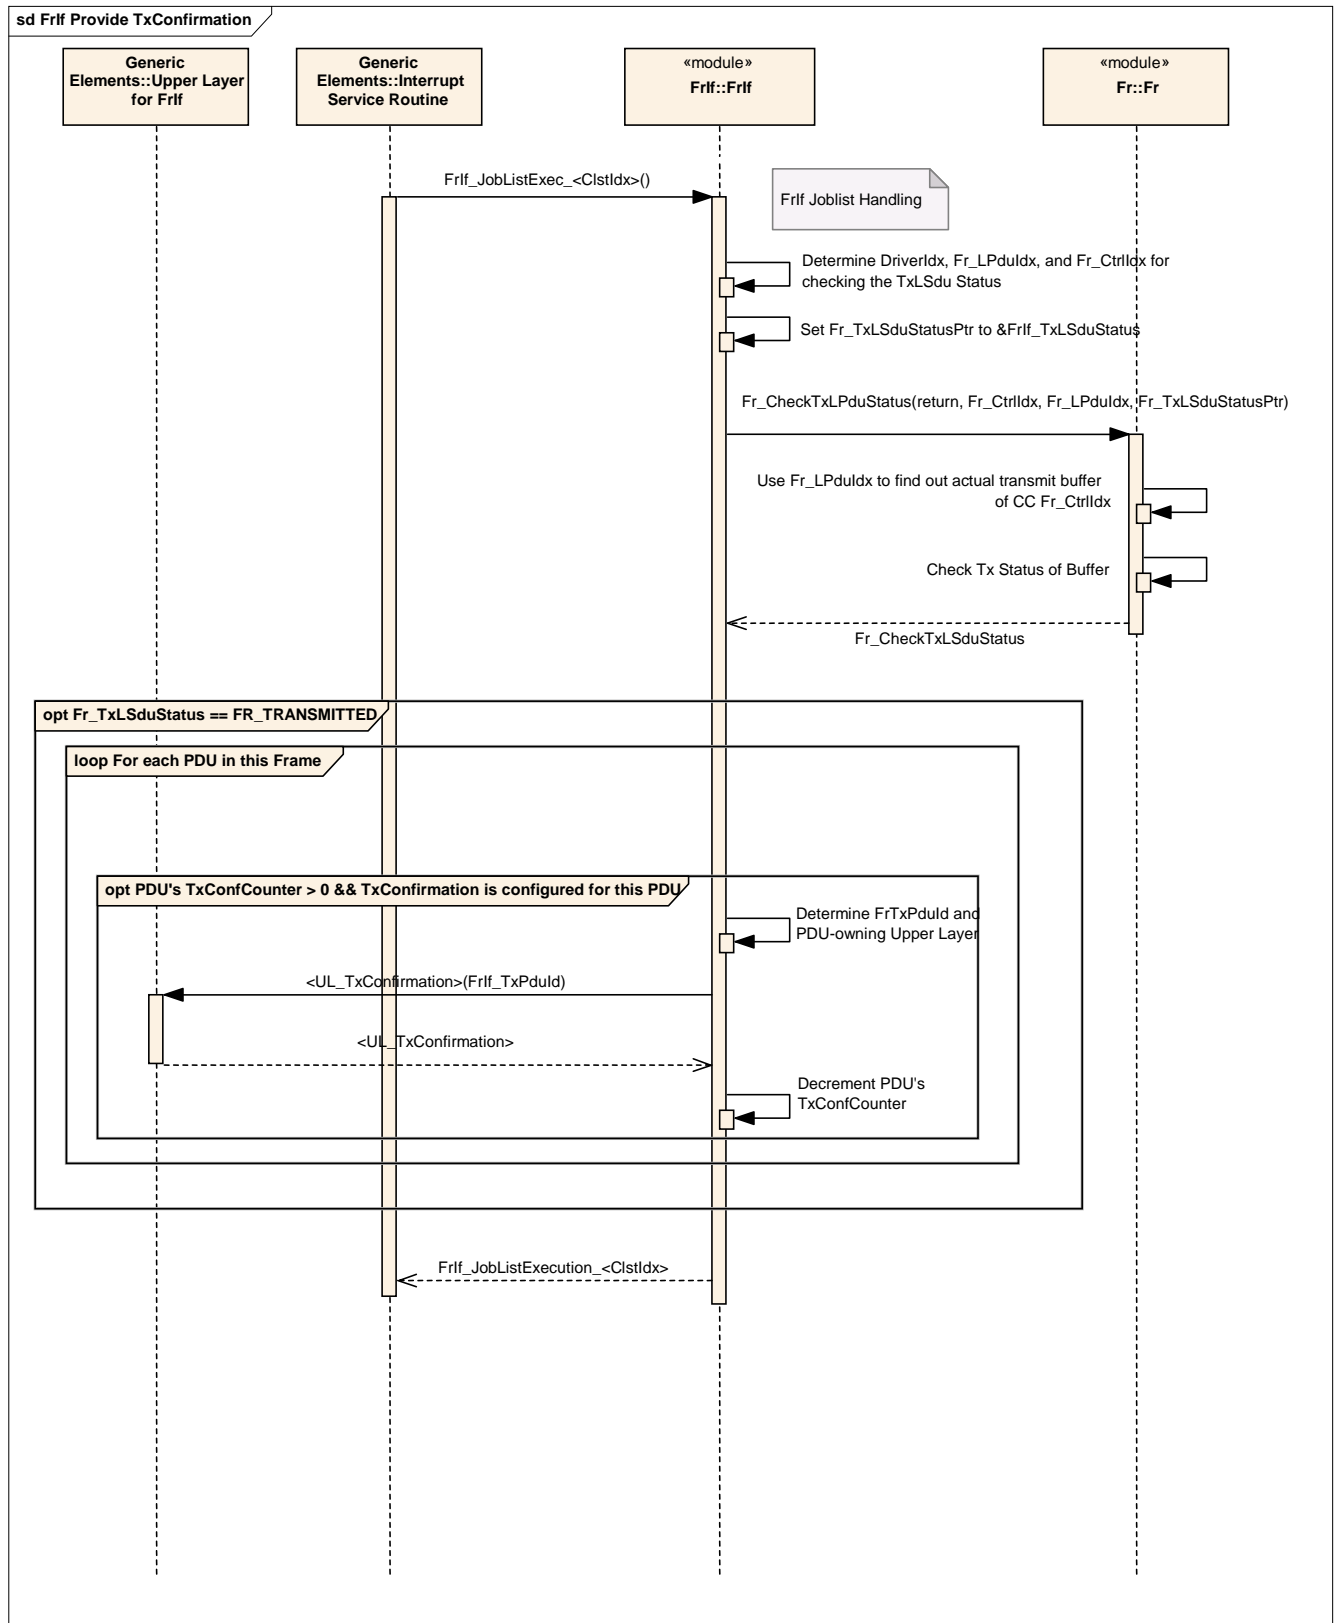 sd FrIf Provide TxConfirmation
Generic
Elements::Upper Layer
for FrIf
Generic
Elements::Interrupt
Service Routine
«module»
FrIf::FrIf
«module»
Fr::Fr
FrIf_JobListExec_<ClstIdx>()
FrIf Joblist Handling
Determine DriverIdx, Fr_LPduIdx, and Fr_CtrlIdx for
checking the TxLSdu Status
Set Fr_TxLSduStatusPtr to &FrIf_TxLSduStatus
Fr_CheckTxLPduStatus(return, Fr_CtrlIdx, Fr_LPduIdx, Fr_TxLSduStatusPtr)
Use Fr_LPduIdx to find out actual transmit buffer
of CC Fr_CtrlIdx
Check Tx Status of Buffer
Fr_CheckTxLSduStatus
opt Fr_TxLSduStatus == FR_TRANSMITTED
loop For each PDU in this Frame
opt PDU's TxConfCounter > 0 && TxConfirmation is configured for this PDU
Determine FrTxPduId and
PDU-owning Upper Layer
<UL_TxConfirmation>(FrIf_TxPduId)
<UL_TxConfirmation>
Decrement PDU's
TxConfCounter
FrIf_JobListExecution_<ClstIdx>